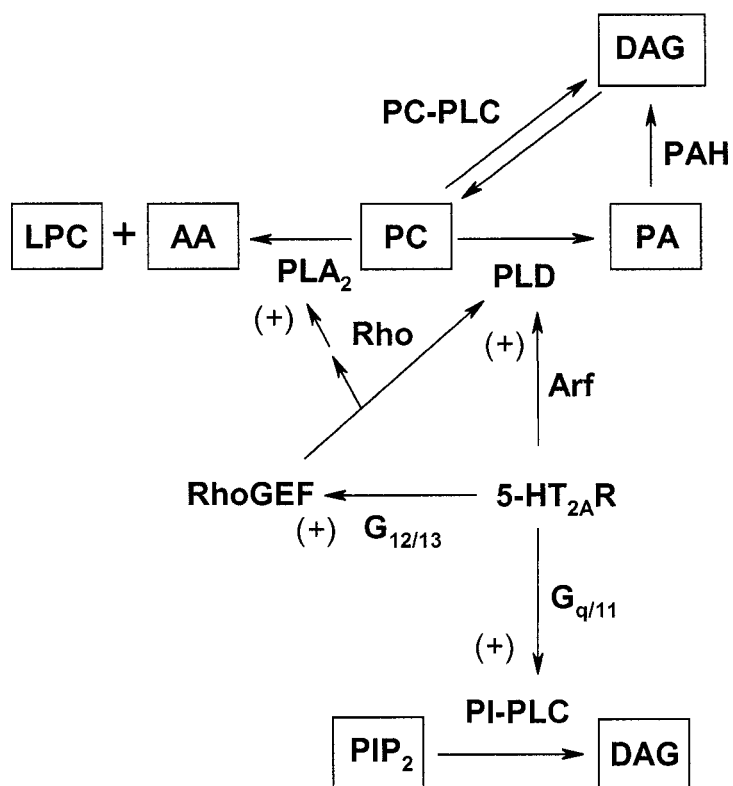 DAG
PC-PLC
PAH
LPC + AA
PC
PA
PLA₂
PLD
(+)
Rho
(+)
Arf
RhoGEF
5-HT₂ₐR
(+)
G₁₂/₁₃
G_q/11
(+)
PI-PLC
PIP₂
DAG